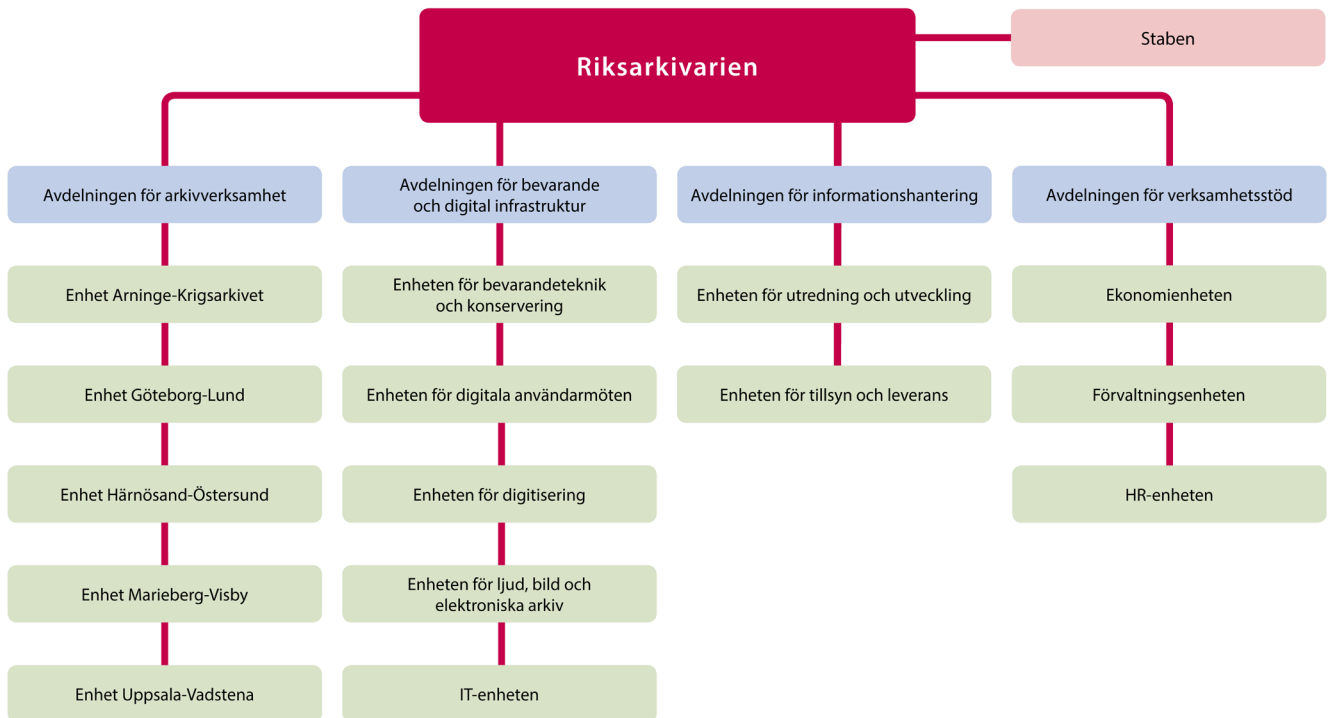 Riksarkivarien
Staben
Avdelningen för arkivverksamhet
Enhet Arninge-Krigsarkivet
Enhet Göteborg-Lund
Enhet Härnösand-Östersund
Enhet Marieberg-Visby
Enhet Uppsala-Vadstena
Avdelningen för bevarande
och digital infrastruktur
Enheten för bevarandeteknik
och konservering
Enheten för digitala användarmöten
Enheten för digitisering
Enheten för ljud, bild och
elektroniska arkiv
IT-enheten
Avdelningen för informationshantering
Enheten för utredning och utveckling
Enheten för tillsyn och leverans
Avdelningen för verksamhetsstöd
Ekonomienheten
Förvaltningsenheten
HR-enheten